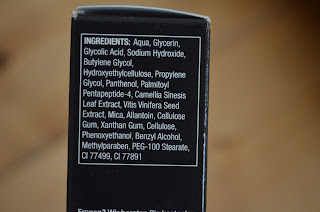 INGREDIENTS: Aqua, Glycerin,
Glycolic Acid, Sodium Hydroxide,
Butylene Glycol,
Hydroxyethylcellulose, Propylene
Glycol, Panthenol, Palmitoyl
Pentapeptide-4, Camellia Sinesis
Leaf Extract, Vitis Vinifera Seed
Extract, Mica, Allantoin, Cellulose
Gum, Xanthan Gum, Cellulose,
Phenoxyethanol, Benzyl Alcohol,
Methylparaben, PEG-100 Stearate,
CI 77499, CI 77891